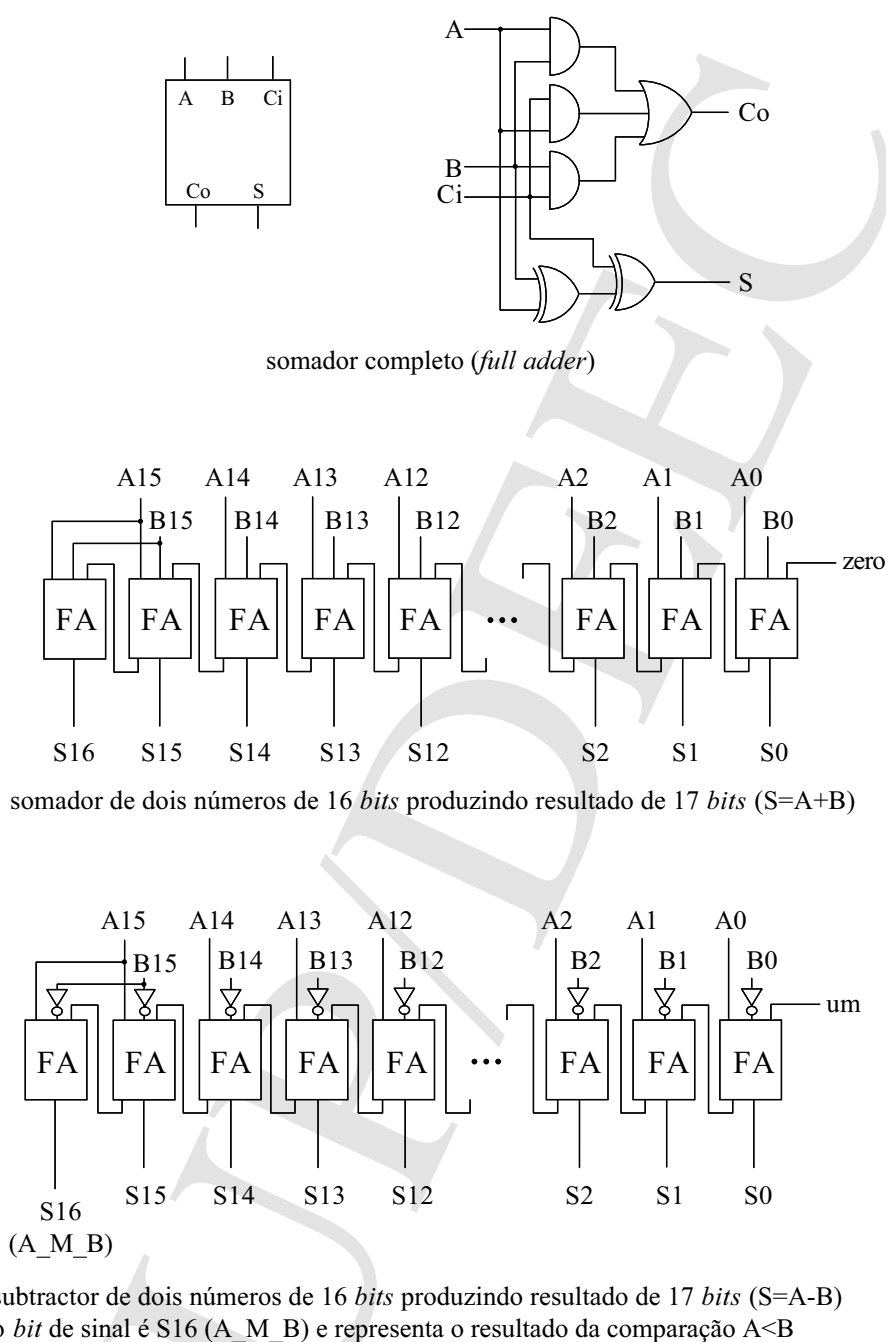 A
A B Ci
Co
B
Ci
Co S
S
somador completo (full adder)
A15 A14 A13 A12 A2 A1 A0
B15 B14 B13 B12 B2 B1 B0
zero
FA FA FA FA FA ... FA FA FA
S16 S15 S14 S13 S12 S2 S1 S0
somador de dois números de 16 bits produzindo resultado de 17 bits (S=A+B)
A15 A14 A13 A12 A2 A1 A0
B15 B14 B13 B12 B2 B1 B0
um
FA FA FA FA FA ... FA FA FA
S16 S15 S14 S13 S12 S2 S1 S0
(A_M_B)
subtractor de dois números de 16 bits produzindo resultado de 17 bits (S=A-B)
o bit de sinal é S16 (A_M_B) e representa o resultado da comparação A<B
UP/DEEC